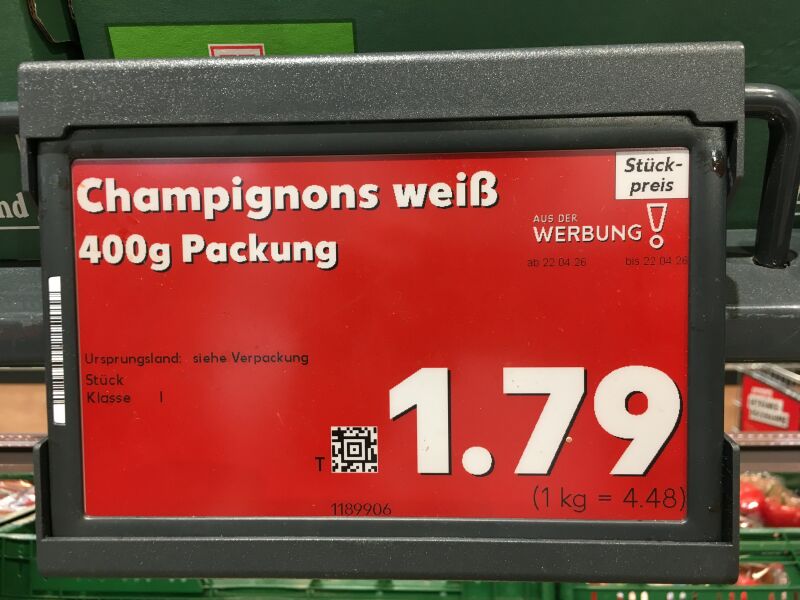 Champignons weiß
400g Packung
Stück-
preis
AUS DER
WERBUNG!
ab 22.04.26 bis 22.04.26
Ursprungsland: siehe Verpackung
Stück
Klasse I
T
1.79
(1 kg = 4.48)
1189906
nd